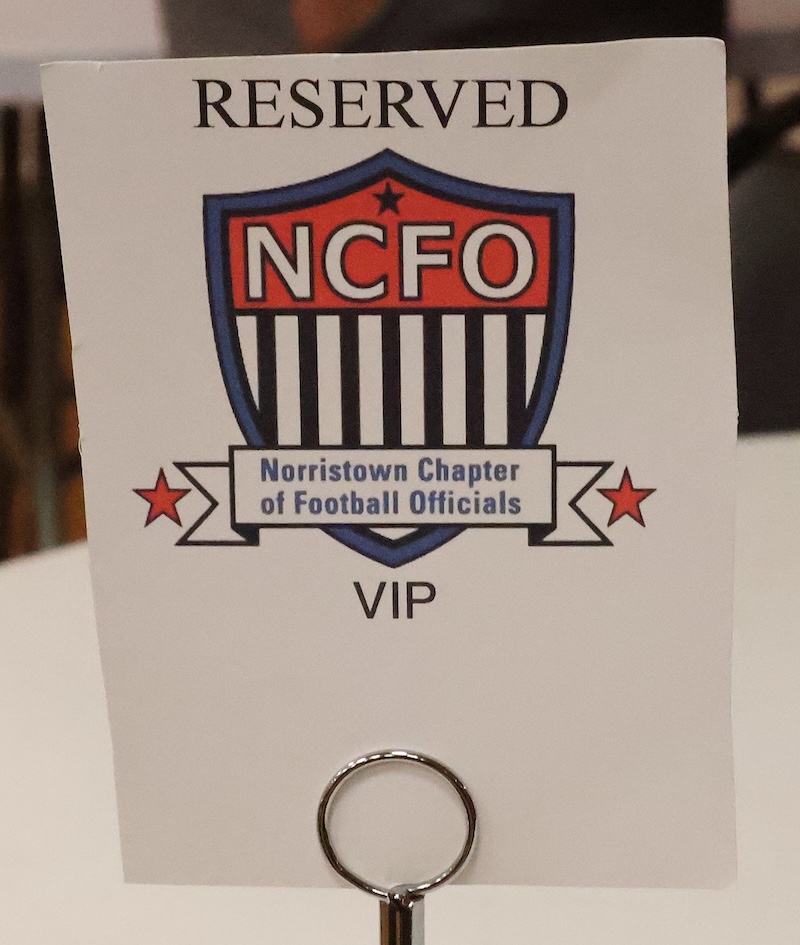 RESERVED
NCFO
Norristown Chapter
of Football Officials
VIP